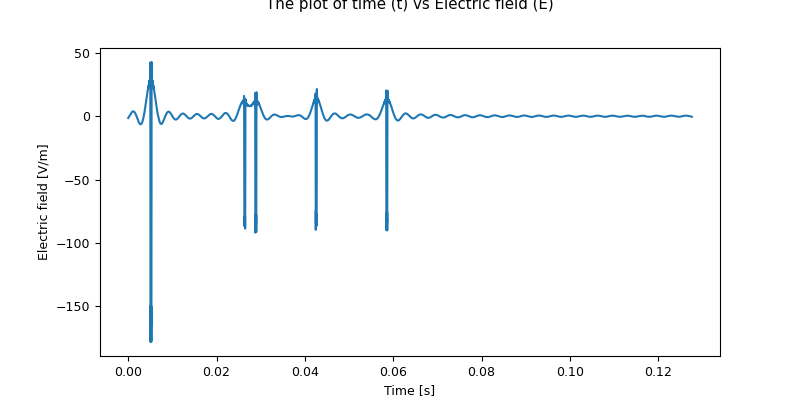 The plot of time (t) vs Electric field (E)
50
0
−50
−100
−150
Electric field [V/m]
0.00 0.02 0.04 0.06 0.08 0.10 0.12
Time [s]